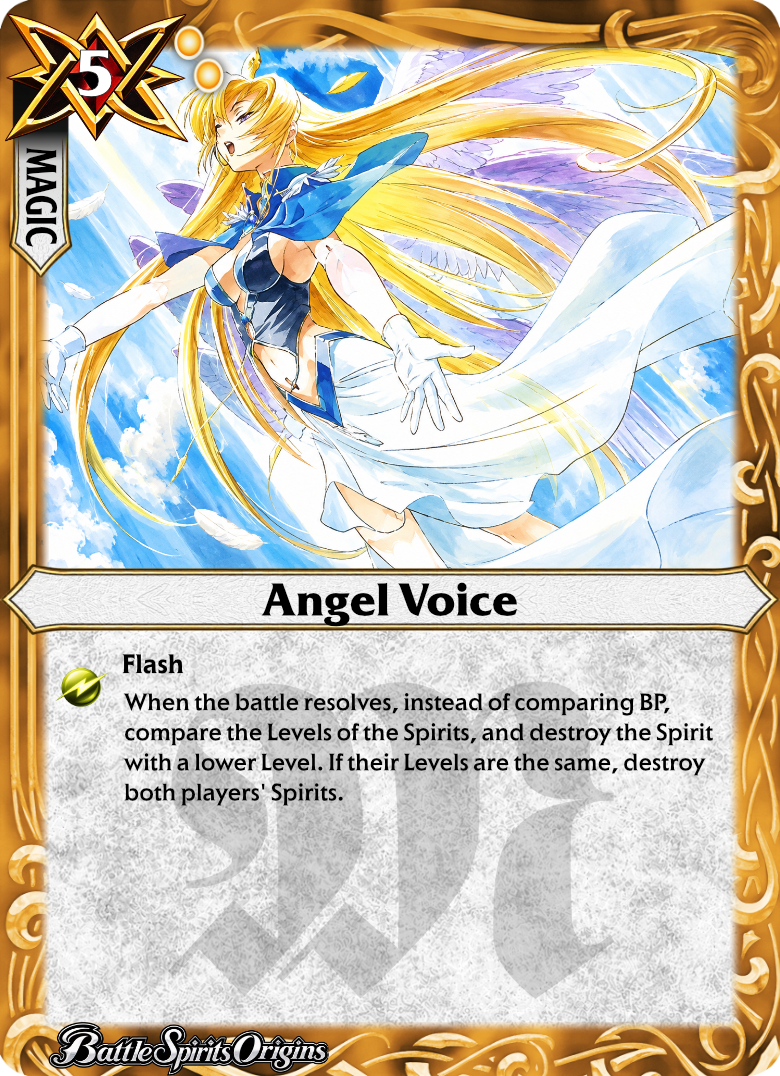 5
MAGIC
Angel Voice
Flash
When the battle resolves, instead of comparing BP,
compare the Levels of the Spirits, and destroy the Spirit
with a lower Level. If their Levels are the same, destroy
both players' Spirits.
M
Battle Spirits Origins